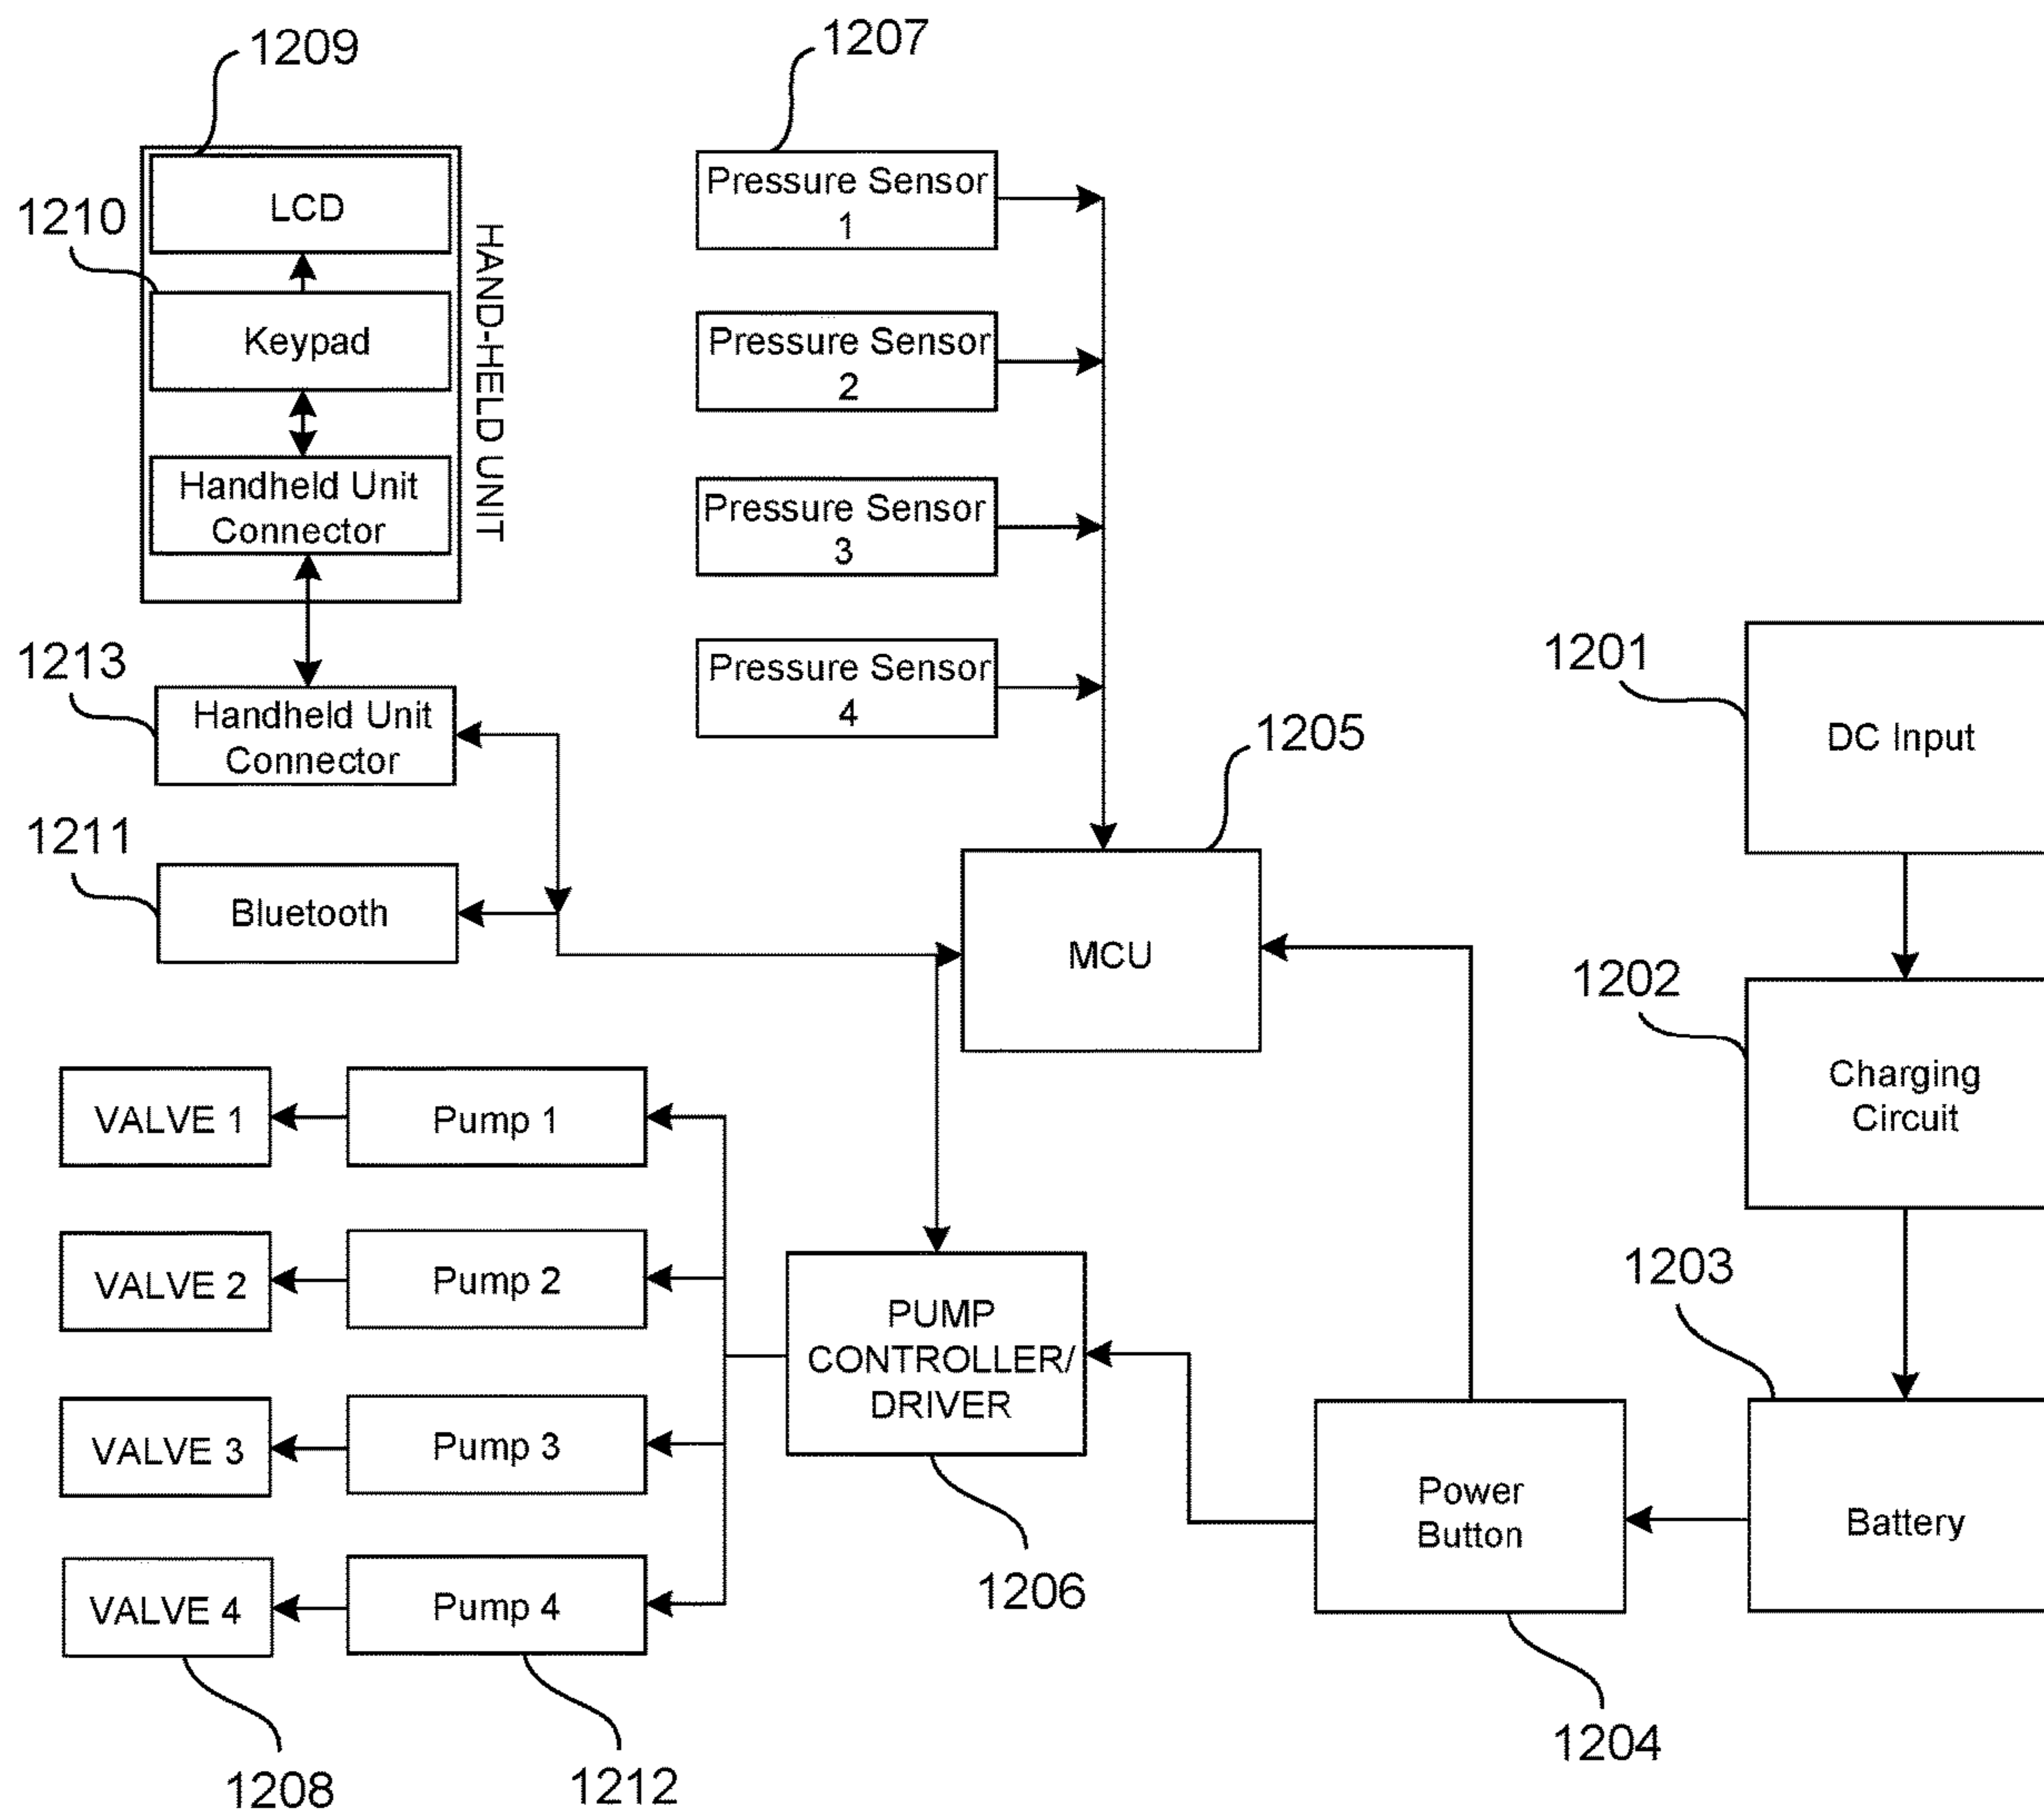 1209
1207
LCD
1210
Keypad
Handheld Unit
Connector
HAND-HELD UNIT
Pressure Sensor
1
Pressure Sensor
2
Pressure Sensor
3
Pressure Sensor
4
1213
Handheld Unit
Connector
1211
Bluetooth
1205
MCU
1201
DC Input
1202
Charging
Circuit
1203
Battery
VALVE 1
Pump 1
VALVE 2
Pump 2
VALVE 3
Pump 3
VALVE 4
Pump 4
PUMP
CONTROLLER/
DRIVER
1206
Power
Button
1204
1208
1212